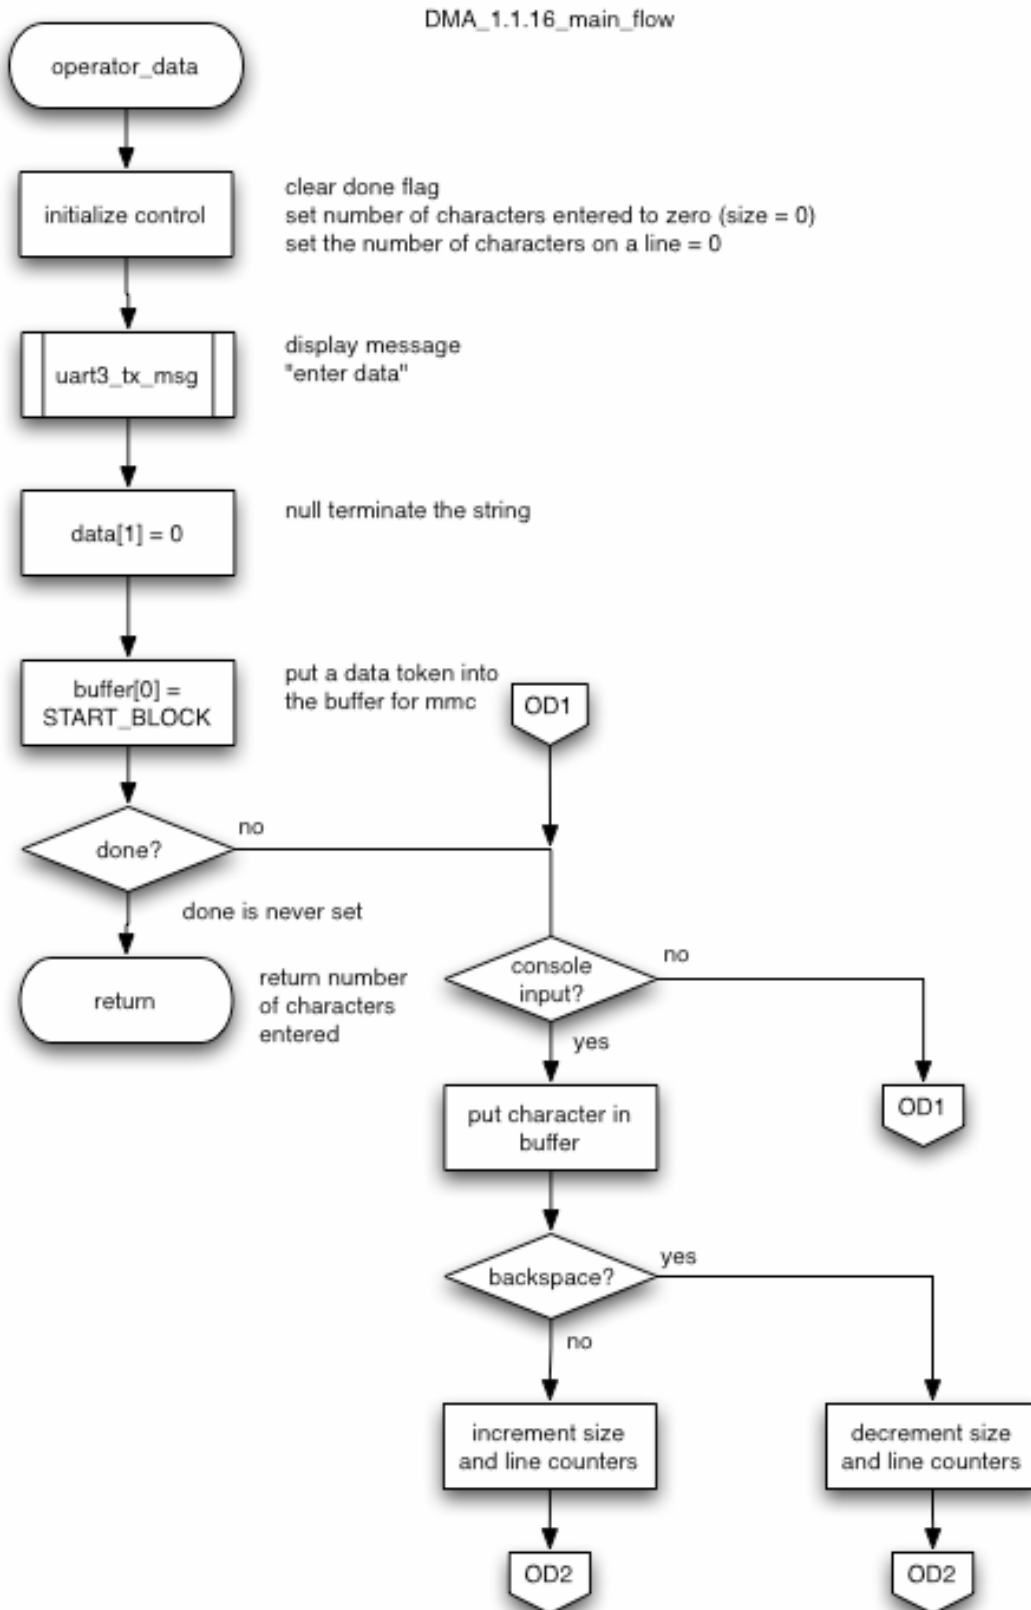 DMA_1.1.16_main_flow
operator_data
initialize control
clear done flag
set number of characters entered to zero (size = 0)
set the number of characters on a line = 0
uart3_tx_msg
display message
"enter data"
data[1] = 0
null terminate the string
buffer[0] =
START_BLOCK
put a data token into
the buffer for mmc
OD1
done?
no
done is never set
return
return number
of characters
entered
console
input?
no
yes
OD1
put character in
buffer
backspace?
yes
no
increment size
and line counters
decrement size
and line counters
OD2
OD2